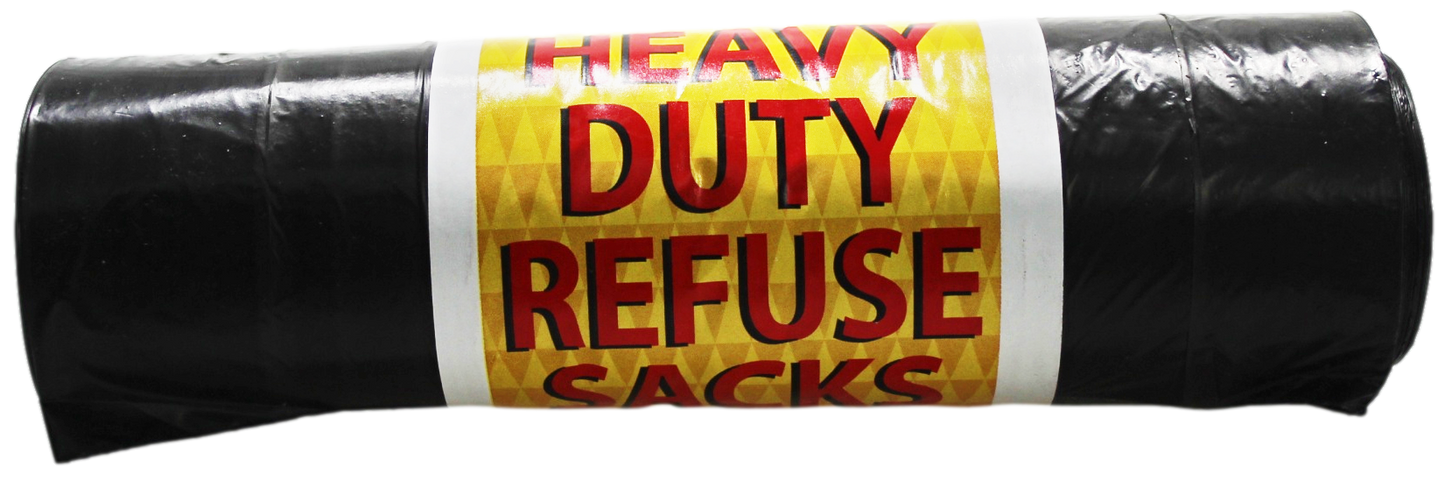 HEAVY
DUTY
REFUSE
SACKS